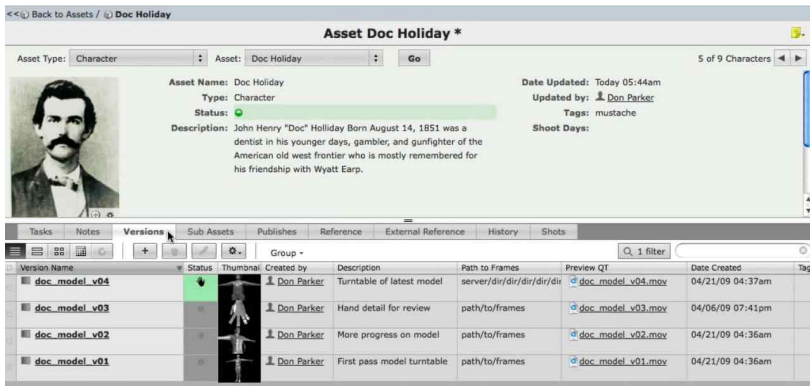 << Back to Assets / Doc Holiday
Asset Doc Holiday *
Asset Type: Character Asset: Doc Holiday Go 5 of 9 Characters
Asset Name: Doc Holiday
Type: Character
Status:
Description: John Henry "Doc" Holliday Born August 14, 1851 was a
dentist in his younger days, gambler, and gunfighter of the
American old west frontier who is mostly remembered for
his friendship with Wyatt Earp.
Date Updated: Today 05:44am
Updated by: Don Parker
Tags: mustache
Shoot Days:
Tasks Notes Versions Sub Assets Publishes Reference External Reference History Shots
Group 1 filter
Version Name Status Thumbnail Created by Description Path to Frames Preview QT Date Created Tag
doc_model_v04 Don Parker Turntable of latest model server/dir/dir/dir/dir/dir doc_model_v04.mov 04/21/09 04:37am
doc_model_v03 Don Parker Hand detail for review path/to/frames doc_model_v03.mov 04/06/09 07:41pm
doc_model_v02 Don Parker More progress on model path/to/frames doc_model_v02.mov 04/21/09 04:36am
doc_model_v01 Don Parker First pass model turntable path/to/frames doc_model_v01.mov 04/21/09 04:36am